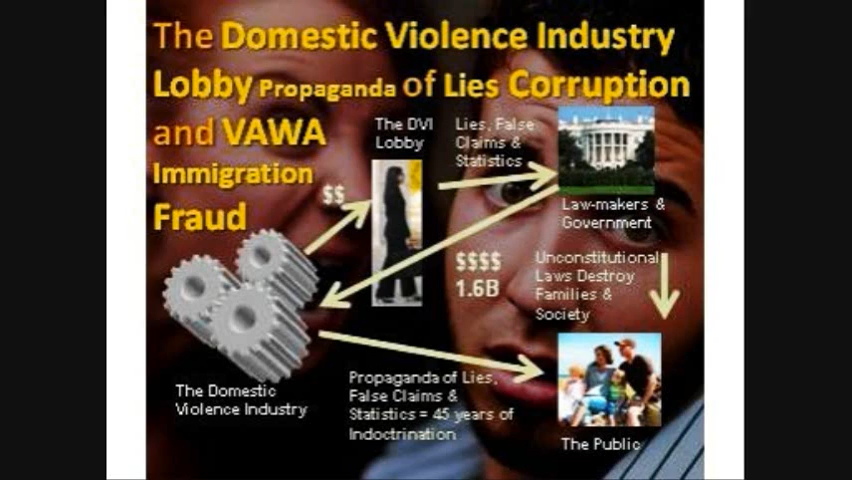 The Domestic Violence Industry
Lobby Propaganda of Lies Corruption
and VAWA
Immigration
Fraud
The DVI
Lobby
Lies, False
Claims &
Statistics
$$
Law-makers &
Government
$$$$
1.6B
Unconstitutional
Laws Destroy
Families &
Society
The Domestic
Violence Industry
Propaganda of Lies,
False Claims &
Statistics = 45 years of
Indoctrination
The Public